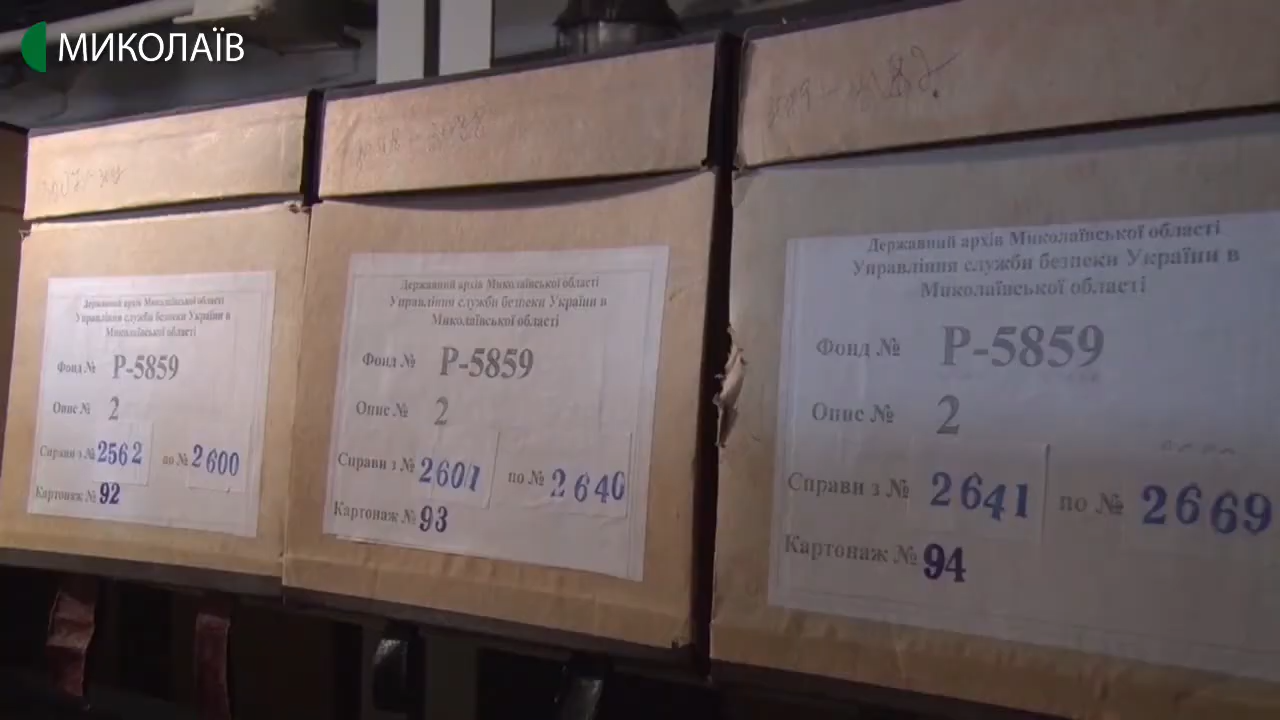 МИКОЛАЇВ
Державний архів Миколаївської області
Управління служби безпеки України в
Миколаївської області
Фонд № Р-5859
Опис № 2
Справи з № 2562 по № 2600
Картонаж № 92
Державний архів Миколаївської області
Управління служби безпеки України в
Миколаївської області
Фонд № Р-5859
Опис № 2
Справи з № 2601 по № 2640
Картонаж № 93
Державний архів Миколаївської області
Управління служби безпеки України в
Миколаївської області
Фонд № Р-5859
Опис № 2
Справи з № 2641 по № 2669
Картонаж № 94